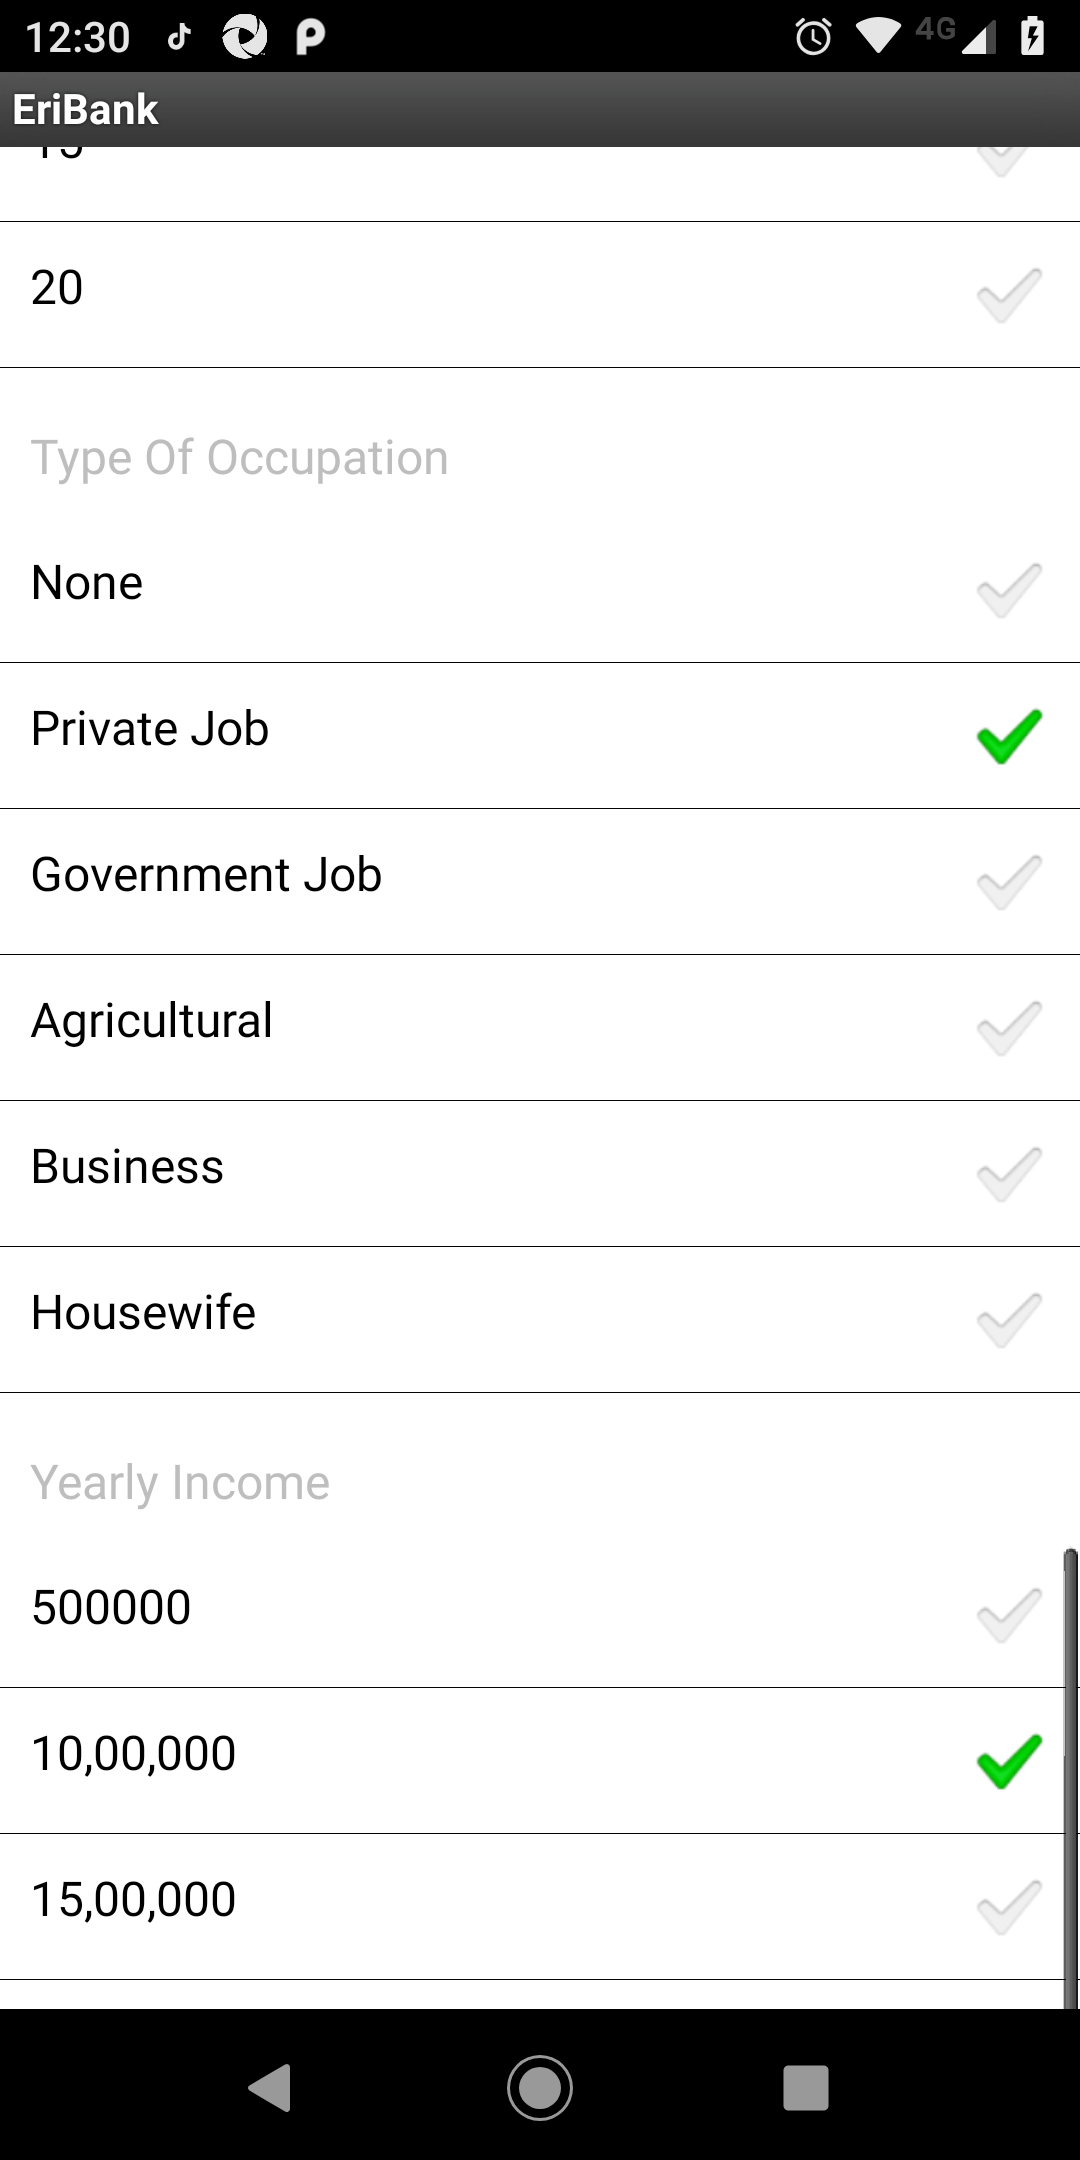 12:30
4G
EriBank
20
Type Of Occupation
None
Private Job
Government Job
Agricultural
Business
Housewife
Yearly Income
500000
10,00,000
15,00,000